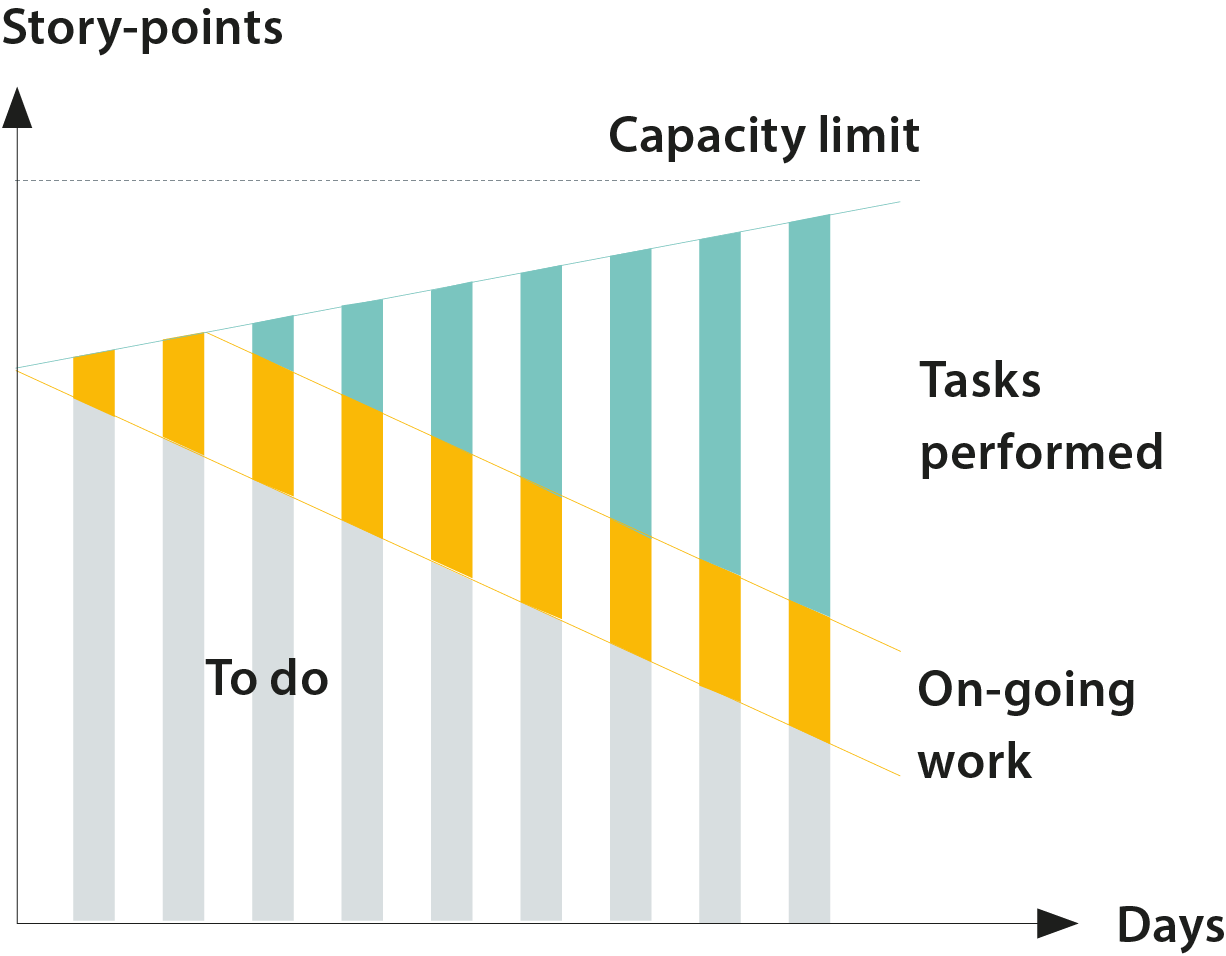 Story-points
Capacity limit
Tasks
performed
To do
On-going
work
Days